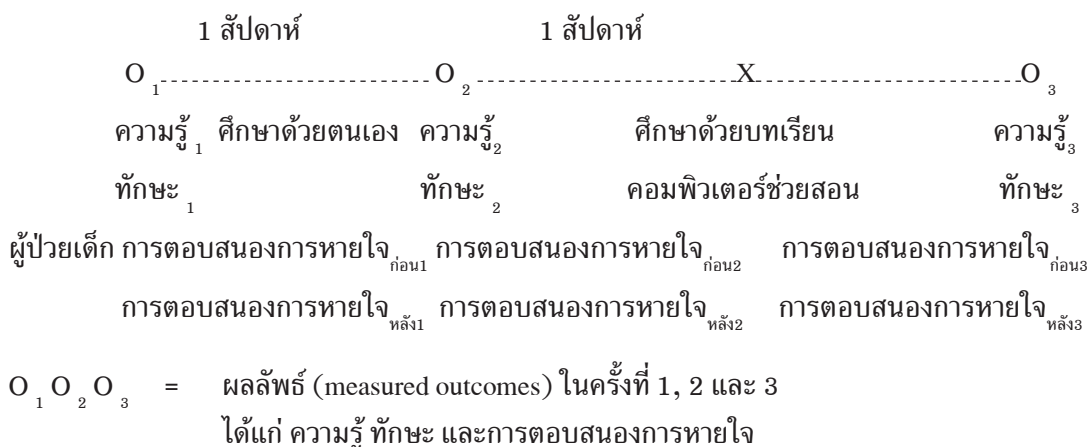 1 สัปดาห์ 1 สัปดาห์
O 1 ---------------------------- O 2 ----------------------------X-----------------------------O 3
ความรู้ 1 ศึกษาด้วยตนเอง ความรู้2 ศึกษาด้วยบทเรียน ความรู้3
ทักษะ 1 ทักษะ 2 คอมพิวเตอร์ช่วยสอน ทักษะ 3
ผู้ป่วยเด็ก การตอบสนองการหายใจก่อน1 การตอบสนองการหายใจก่อน2 การตอบสนองการหายใจก่อน3
การตอบสนองการหายใจหลัง1 การตอบสนองการหายใจหลัง2 การตอบสนองการหายใจหลัง3
O 1 O 2 O 3 = ผลลัพธ์ (measured outcomes) ในครั้งที่ 1, 2 และ 3
ได้แก่ ความรู้ ทักษะ และการตอบสนองการหายใจ